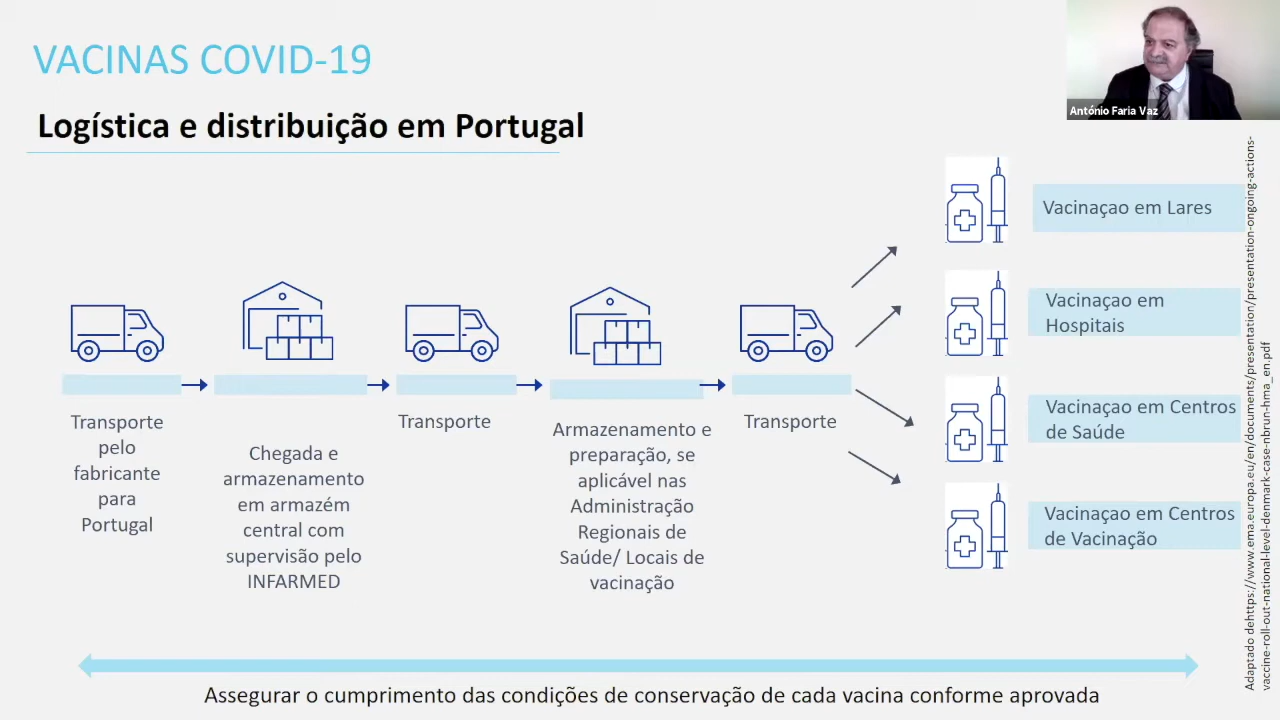 VACINAS COVID-19
Logística e distribuição em Portugal
António Faria Vaz
Transporte
pelo
fabricante
para
Portugal
Chegada e
armazenamento
em armazém
central com
supervisão pelo
INFARMED
Transporte
Armazenamento e
preparação, se
aplicável nas
Administração
Regionais de
Saúde/ Locais de
vacinação
Transporte
Vacinaçao em Lares
Vacinaçao em
Hospitais
Vacinaçao em Centros
de Saúde
Vacinaçao em Centros
de Vacinação
Assegurar o cumprimento das condições de conservação de cada vacina conforme aprovada
Adaptado dehttps://www.ema.europa.eu/en/documents/presentation/presentation-ongoing-actions-
vaccine-roll-out-national-level-denmark-case-nbrun-hma_en.pdf